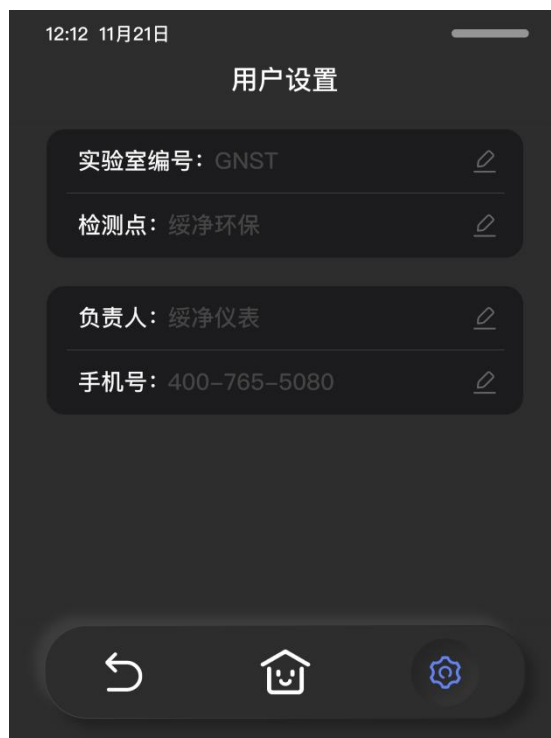 12:12 11月21日
用户设置
实验室编号：GNST
检测点：绥净环保
负责人：绥净仪表
手机号：400-765-5080